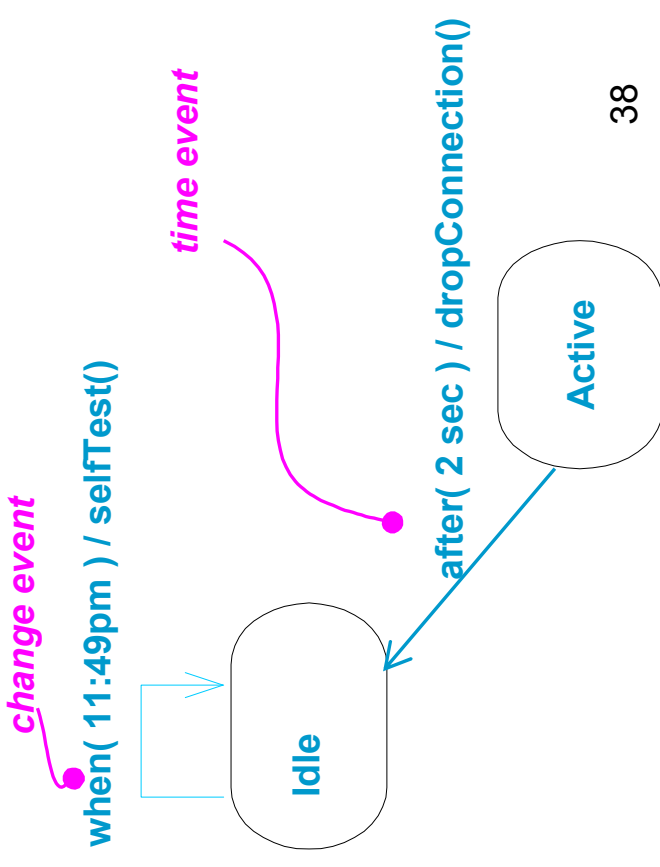 change event
when( 11:49pm ) / selfTest()
time event
Idle
after( 2 sec ) / dropConnection()
Active
38